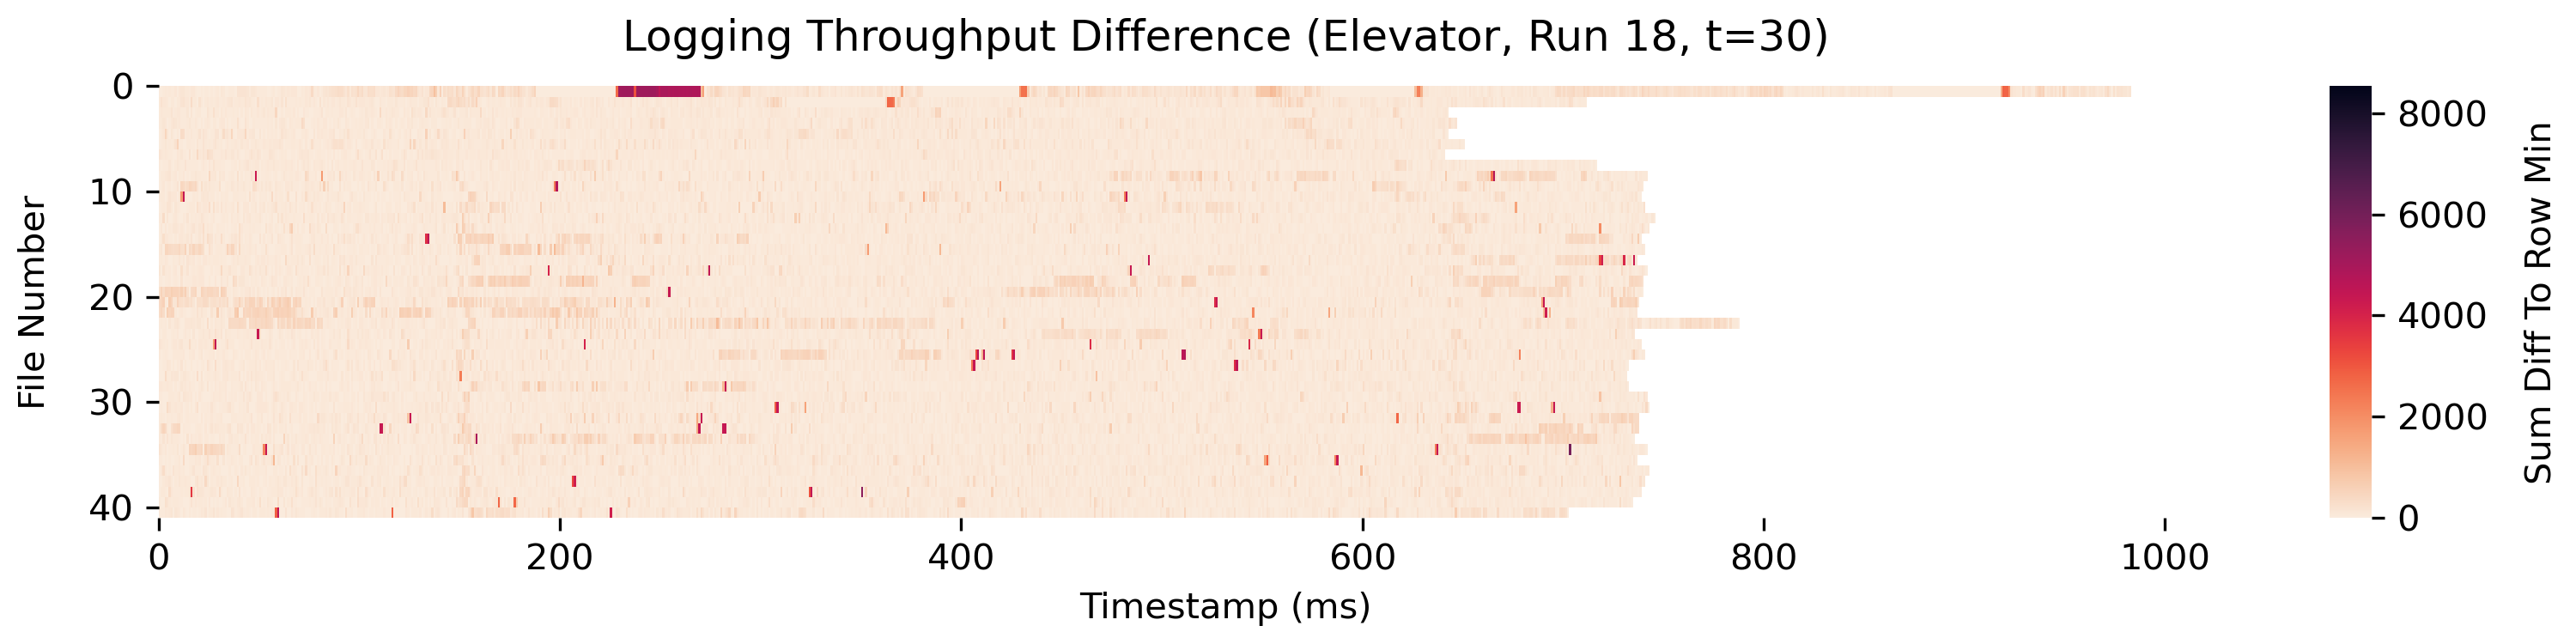 Logging Throughput Difference (Elevator, Run 18, t=30)
File Number
0
10
20
30
40
0 200 400 600 800 1000
Timestamp (ms)
8000
6000
4000
2000
0
Sum Diff To Row Min